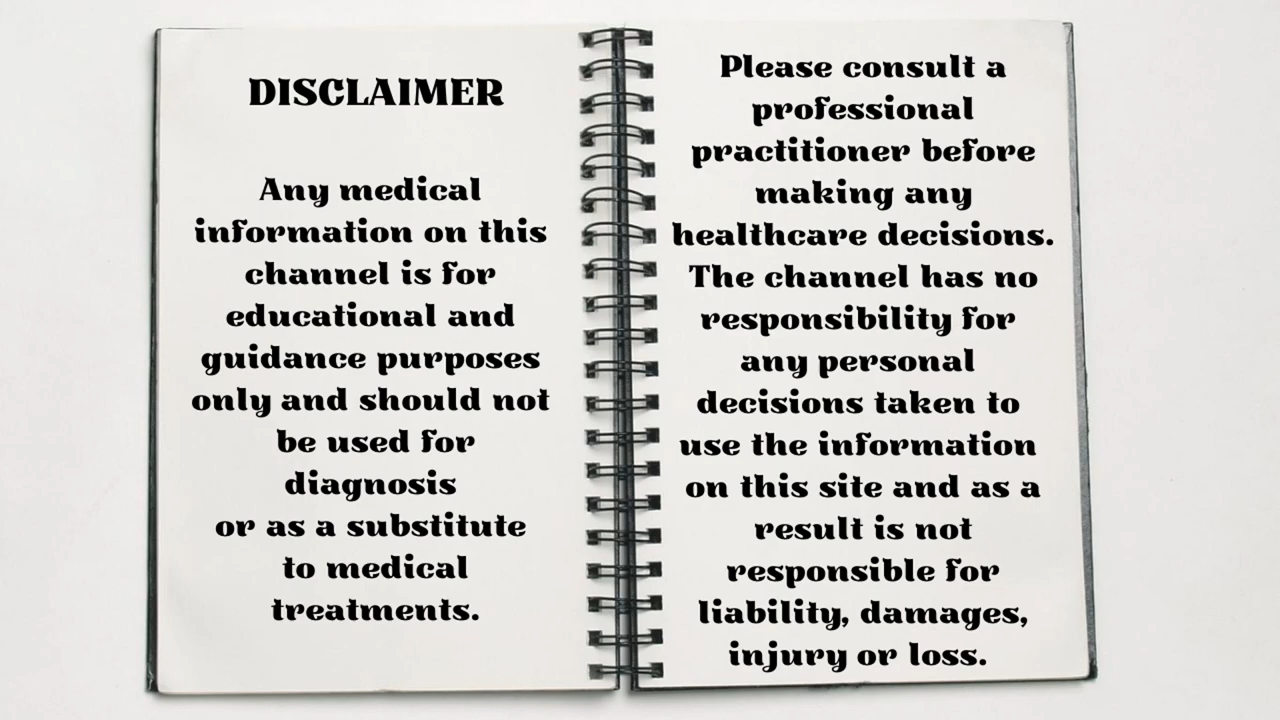 DISCLAIMER
Any medical
information on this
channel is for
educational and
guidance purposes
only and should not
be used for
diagnosis
or as a substitute
to medical
treatments.
Please consult a
professional
practitioner before
making any
healthcare decisions.
The channel has no
responsibility for
any personal
decisions taken to
use the information
on this site and as a
result is not
responsible for
liability, damages,
injury or loss.